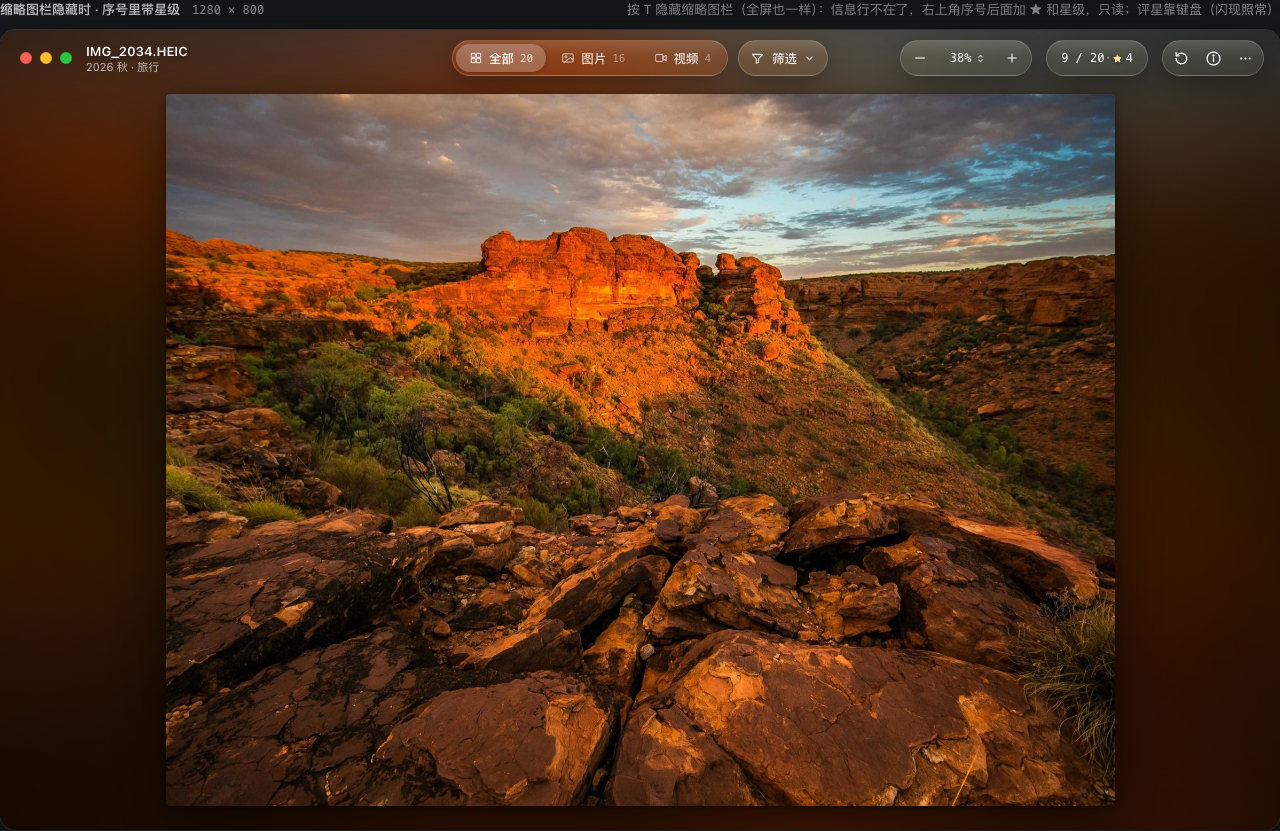 缩略图栏隐藏时 · 序号里带星级 1280 × 800
按 T 隐藏缩略图栏（全屏也一样）：信息行不在了，右上角序号后面加 ★ 和星级，只读；评星靠键盘（闪现照常）
IMG_2034.HEIC
2026 秋 · 旅行
全部 20 图片 16 视频 4 筛选
38%
9 / 20 · ★ 4